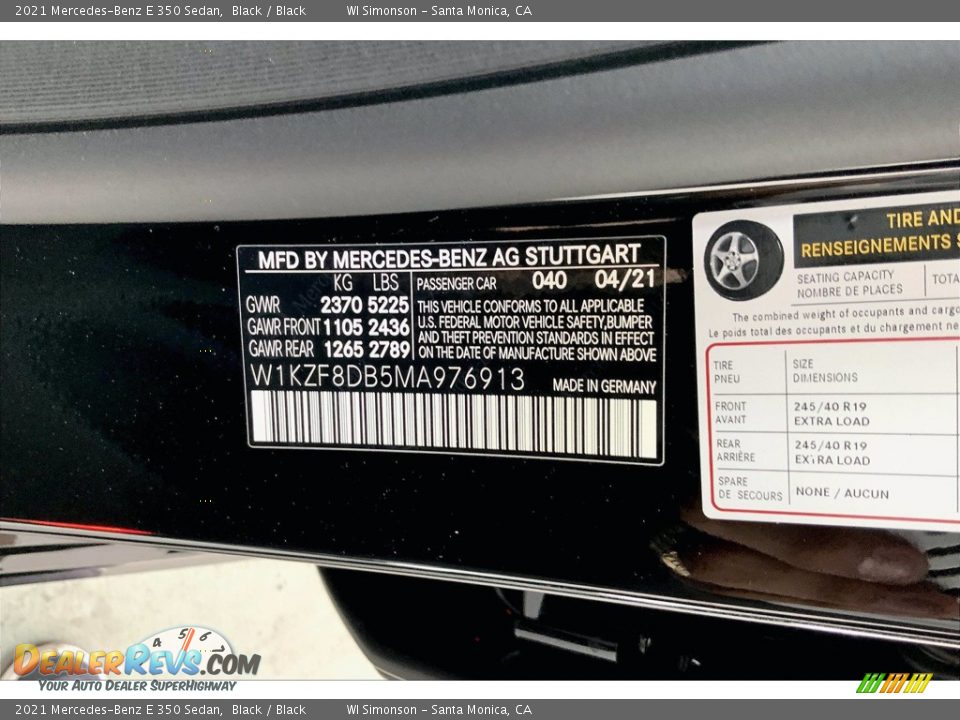 2021 Mercedes-Benz E 350 Sedan, Black / Black WI Simonson - Santa Monica, CA
MFD BY MERCEDES-BENZ AG STUTTGART
KG LBS PASSENGER CAR 040 04/21
GVWR 2370 5225
GAWR FRONT 1105 2436
GAWR REAR 1265 2789
THIS VEHICLE CONFORMS TO ALL APPLICABLE
U.S. FEDERAL MOTOR VEHICLE SAFETY, BUMPER
AND THEFT PREVENTION STANDARDS IN EFFECT
ON THE DATE OF MANUFACTURE SHOWN ABOVE
W1KZF8DB5MA976913 MADE IN GERMANY
TIRE AND
RENSEIGNEMENTS S
SEATING CAPACITY
NOMBRE DE PLACES
TOTA
The combined weight of occupants and cargo
Le poids total des occupants et du chargement ne
TIRE SIZE
PNEU DIMENSIONS
FRONT 245/40 R19
AVANT EXTRA LOAD
REAR 245/40 R19
ARRIÈRE EXTRA LOAD
SPARE
DE SECOURS NONE / AUCUN
4 5 6
DEALERREVS.COM
YOUR AUTO DEALER SUPERHIGHWAY
2021 Mercedes-Benz E 350 Sedan, Black / Black WI Simonson - Santa Monica, CA